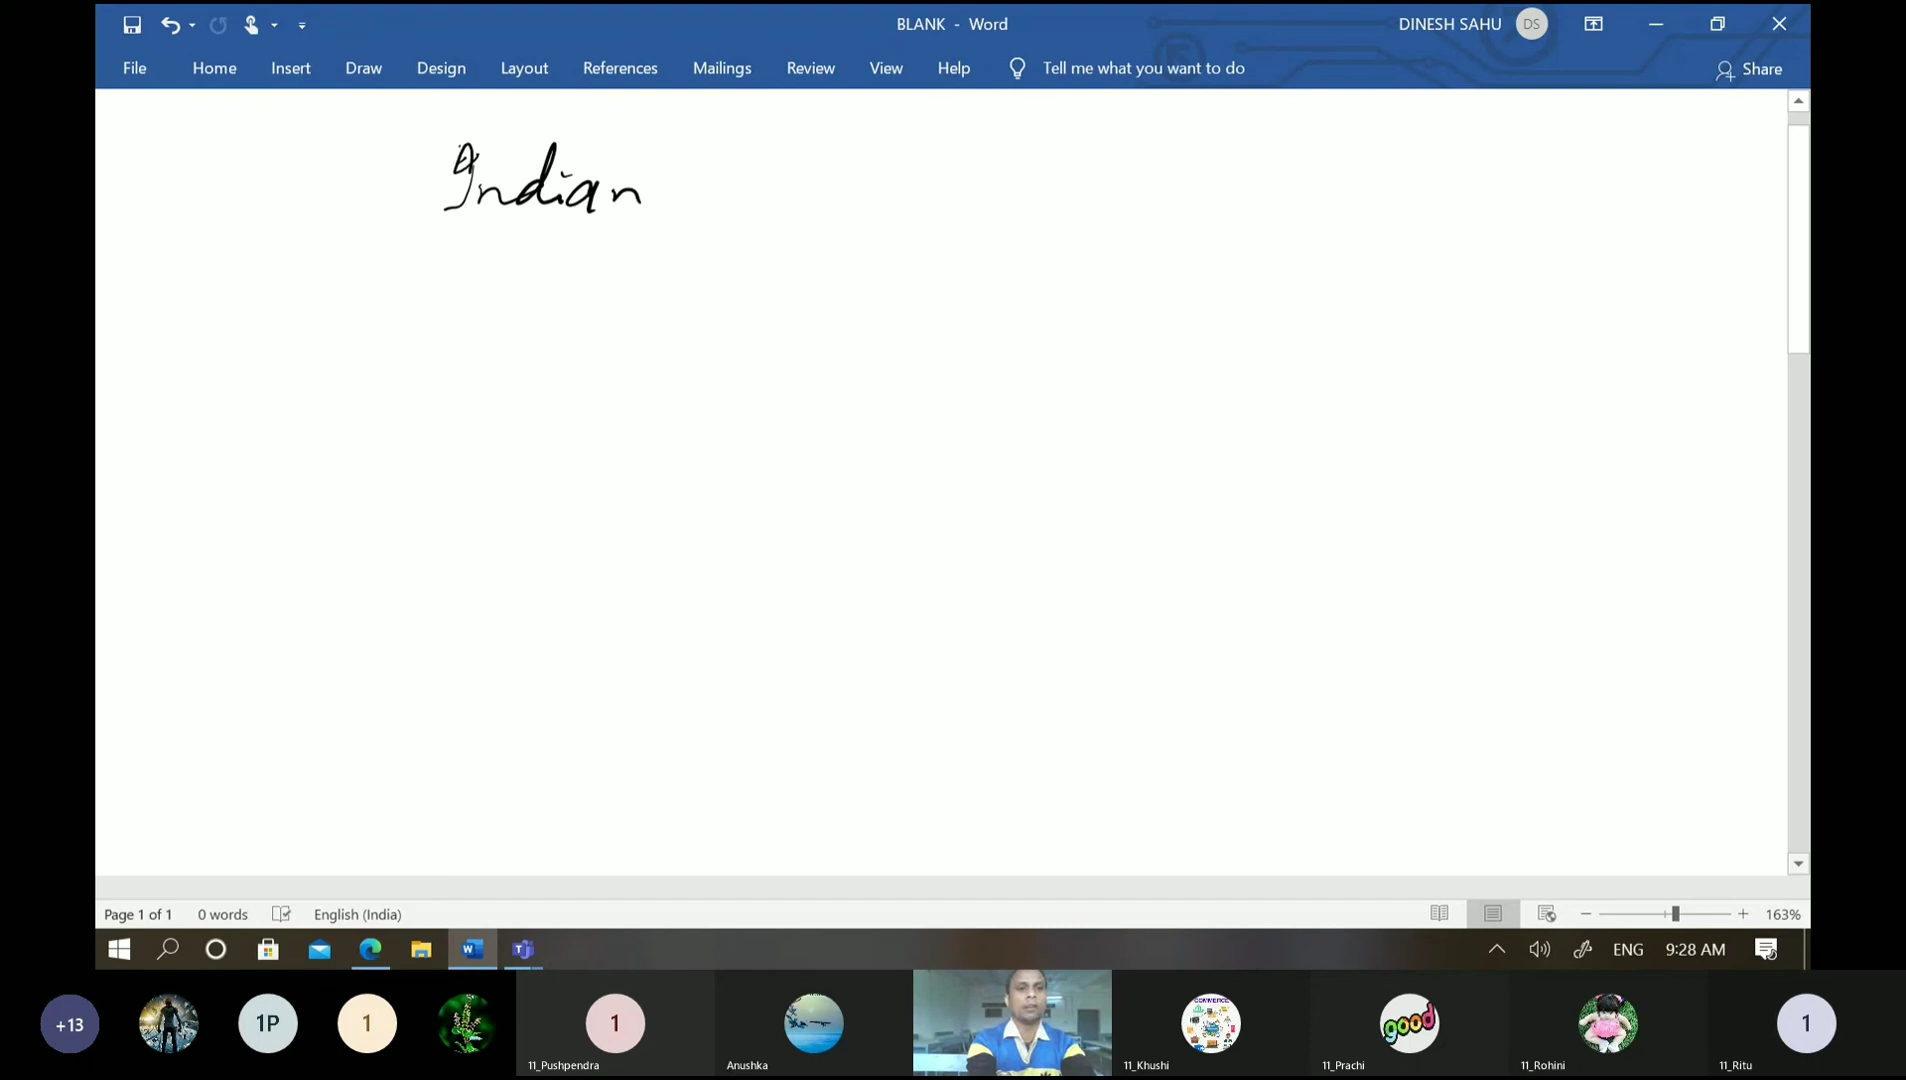 BLANK - Word
DINESH SAHU DS
File Home Insert Draw Design Layout References Mailings Review View Help Tell me what you want to do Share
Indian
Page 1 of 1 0 words English (India) 163%
ENG 9:28 AM
+13 1P 1 1 COMMERCE good 1
11_Pushpendra Anushka 11_Khushi 11_Prachi 11_Rohini 11_Ritu